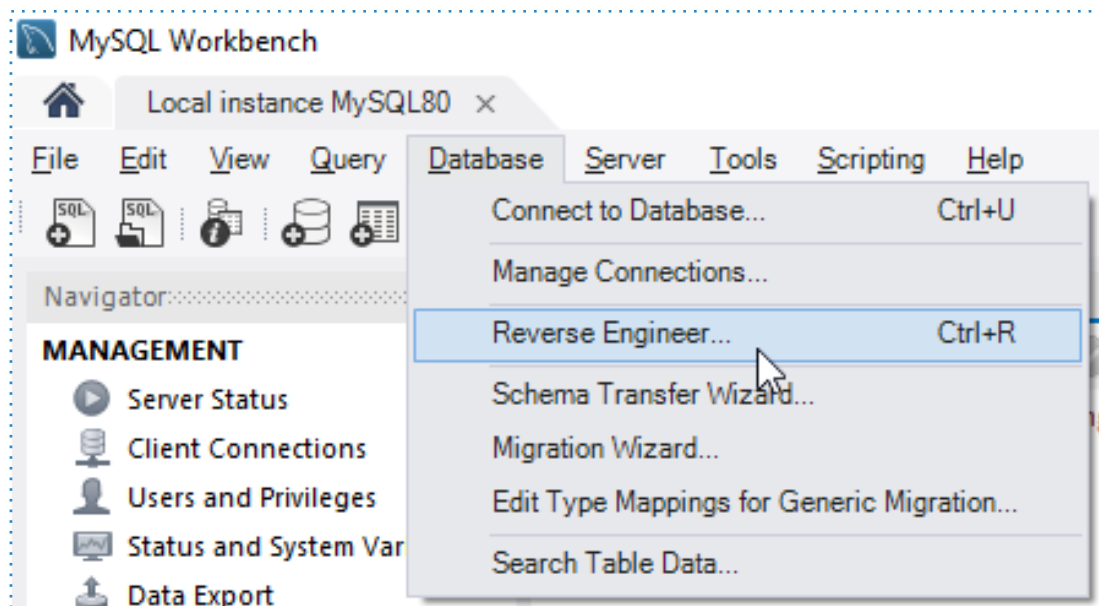 MySQL Workbench
Local instance MySQL80 ×
File Edit View Query Database Server Tools Scripting Help
SQL SQL
Connect to Database... Ctrl+U
Manage Connections...
Reverse Engineer... Ctrl+R
Schema Transfer Wizard...
Migration Wizard...
Edit Type Mappings for Generic Migration...
Search Table Data...
Navigator
MANAGEMENT
Server Status
Client Connections
Users and Privileges
Status and System Var
Data Export